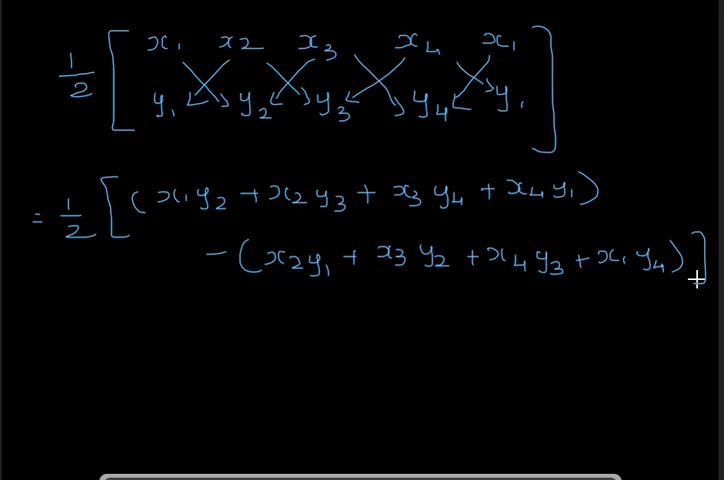 1/2 [ x₁ x₂ x₃ x₄ x₁
y₁ y₂ y₃ y₄ y₁ ]
= 1/2 [ ( x₁y₂ + x₂y₃ + x₃y₄ + x₄y₁ )
− ( x₂y₁ + x₃y₂ + x₄y₃ + x₁y₄ ) ]